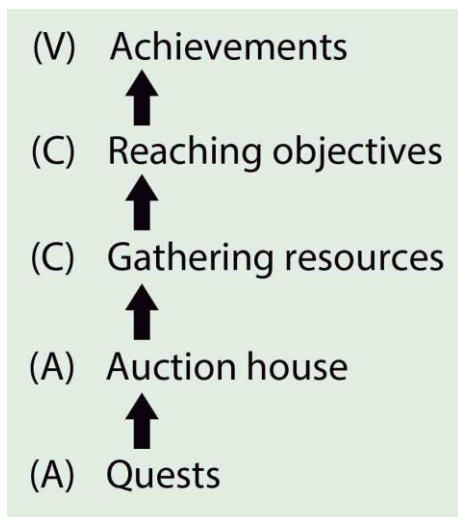 (V) Achievements
(C) Reaching objectives
(C) Gathering resources
(A) Auction house
(A) Quests